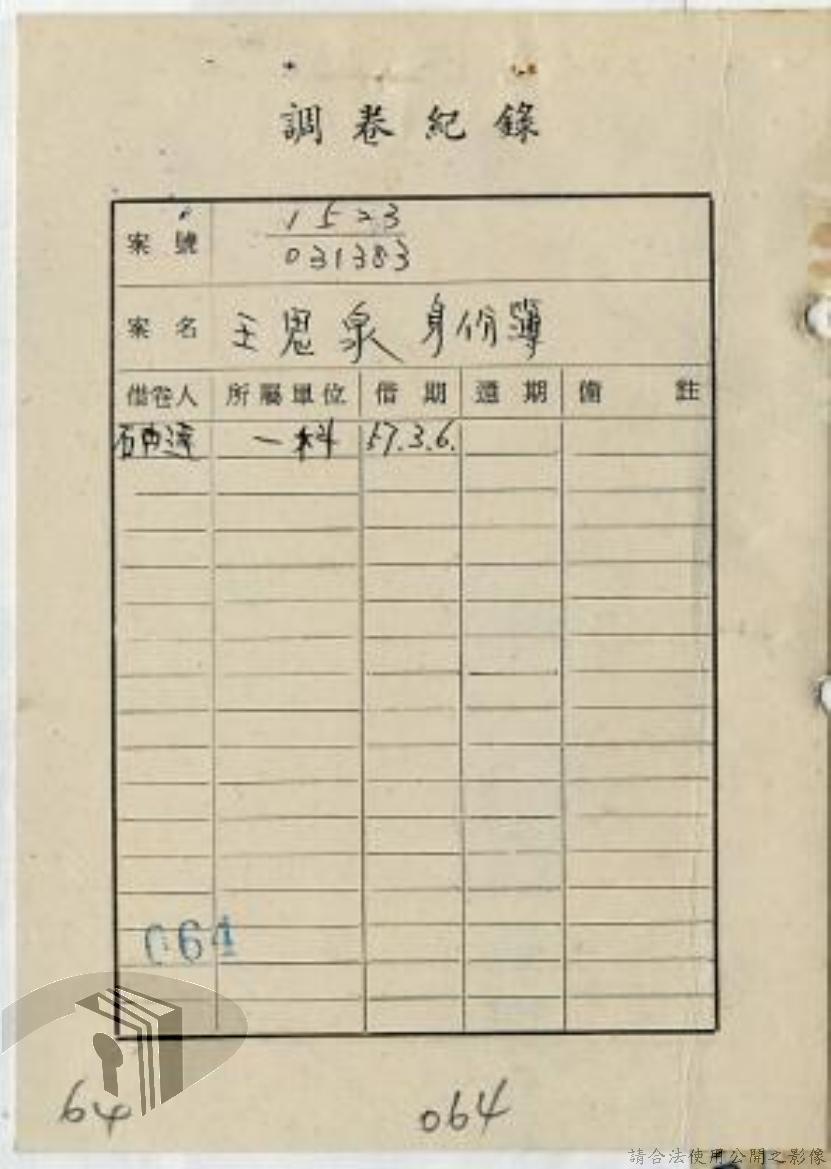 調卷紀錄
案號 1523
031383
案名 王恩泉 身份簿
借卷人 所屬單位 借期 還期 備註
石 一科 57.3.6.
064
64 064
請合法使用公開之影像